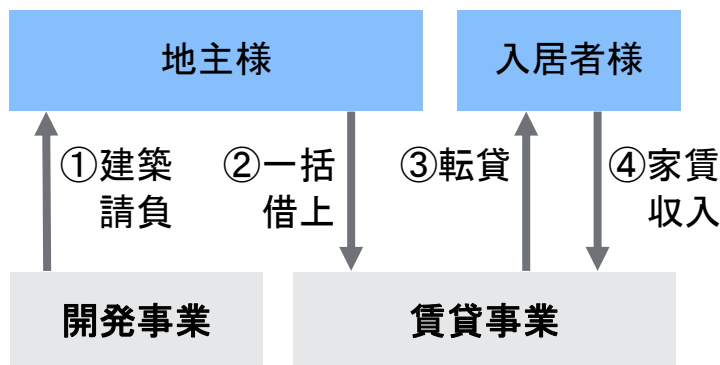 地主様
入居者様
①建築
請負
②一括
借上
③転貸
④家賃
収入
開発事業
賃貸事業